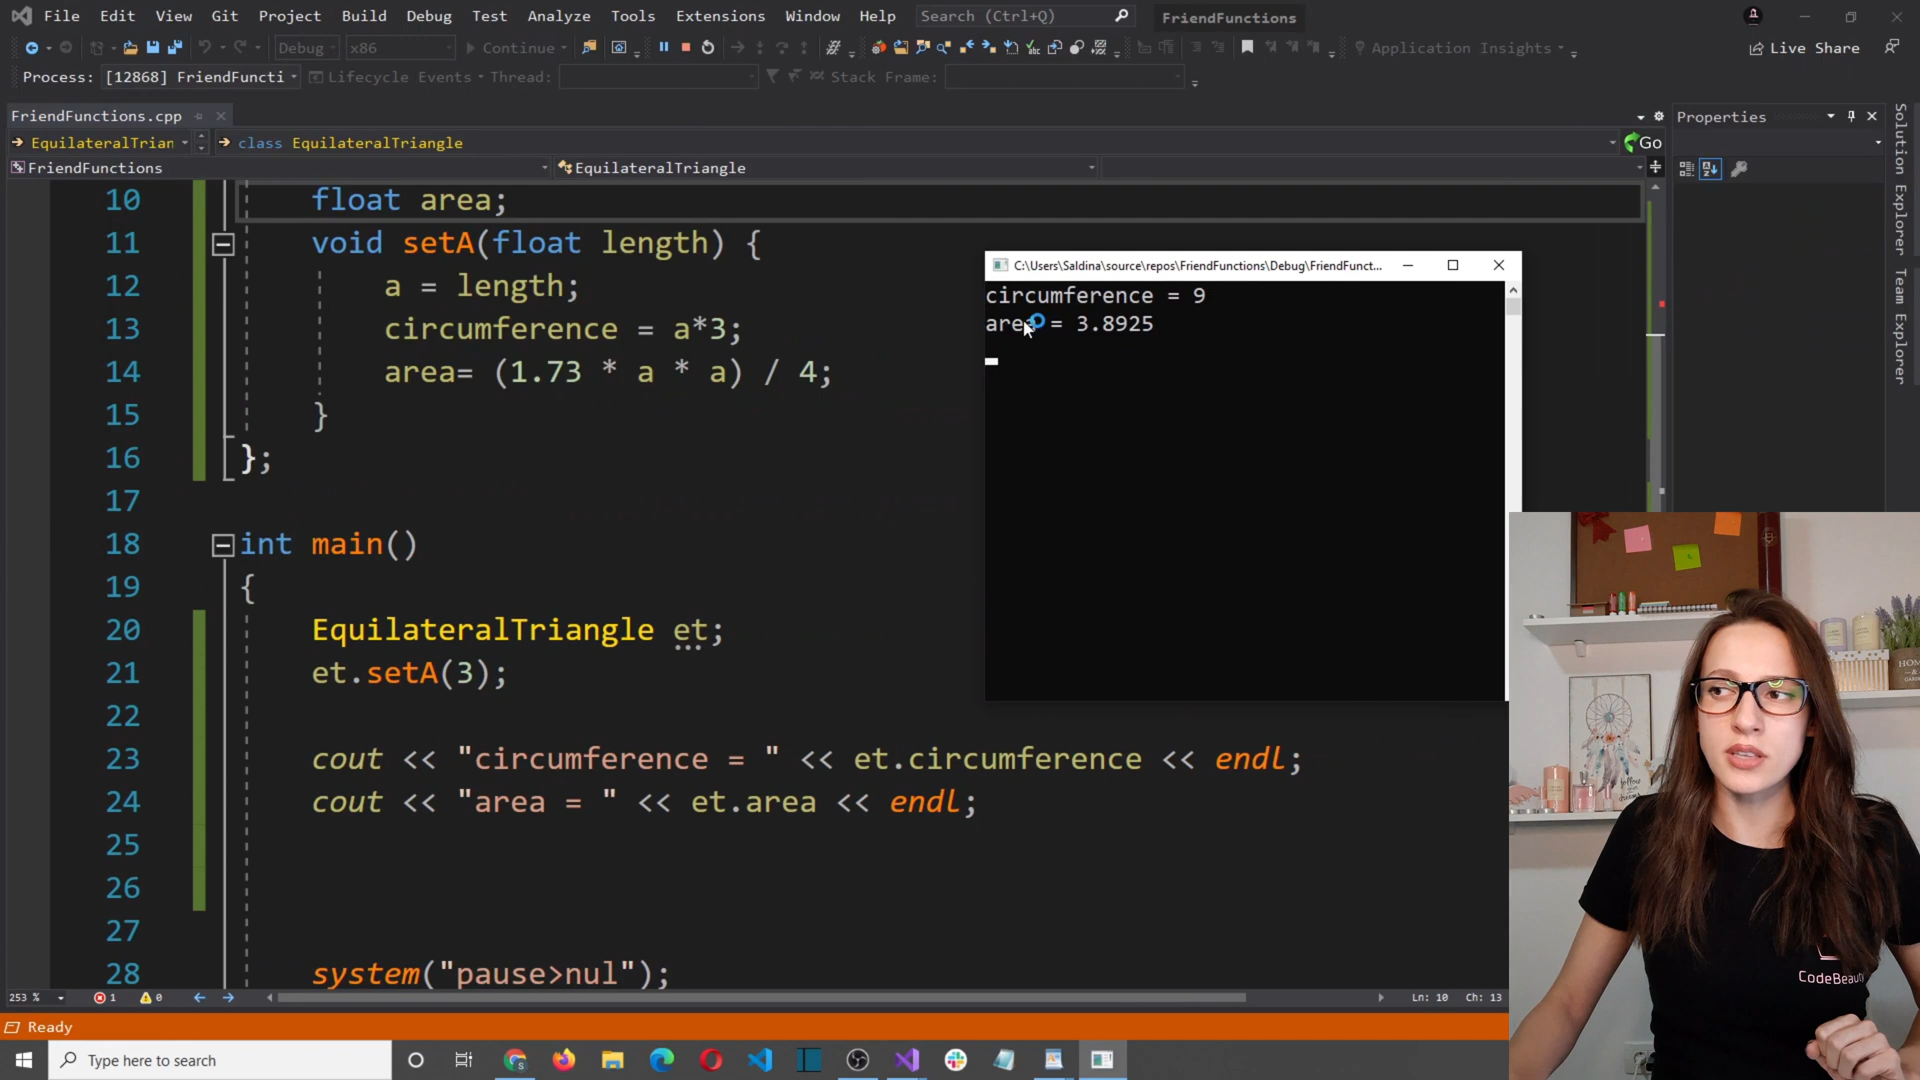 File Edit View Git Project Build Debug Test Analyze Tools Extensions Window Help Search (Ctrl+Q) FriendFunctions
Debug x86 Continue Application Insights Live Share
Process: [12868] FriendFuncti Lifecycle Events Thread: Stack Frame:
FriendFunctions.cpp
EquilateralTrian class EquilateralTriangle Go
FriendFunctions EquilateralTriangle
Properties
Solution Explorer
Team Explorer
10 float area;
11 void setA(float length) {
12 a = length;
13 circumference = a*3;
14 area= (1.73 * a * a) / 4;
15 }
16 };
17
18 int main()
19 {
20 EquilateralTriangle et;
21 et.setA(3);
22
23 cout << "circumference = " << et.circumference << endl;
24 cout << "area = " << et.area << endl;
25
26
27
28 system("pause>nul");
C:\Users\Saldina\source\repos\FriendFunctions\Debug\FriendFunct...
circumference = 9
area = 3.8925
253 % 1 0 Ln: 10 Ch: 13
Ready
Type here to search
HOM
GARDE
follow
your
dreams
CodeBeauty